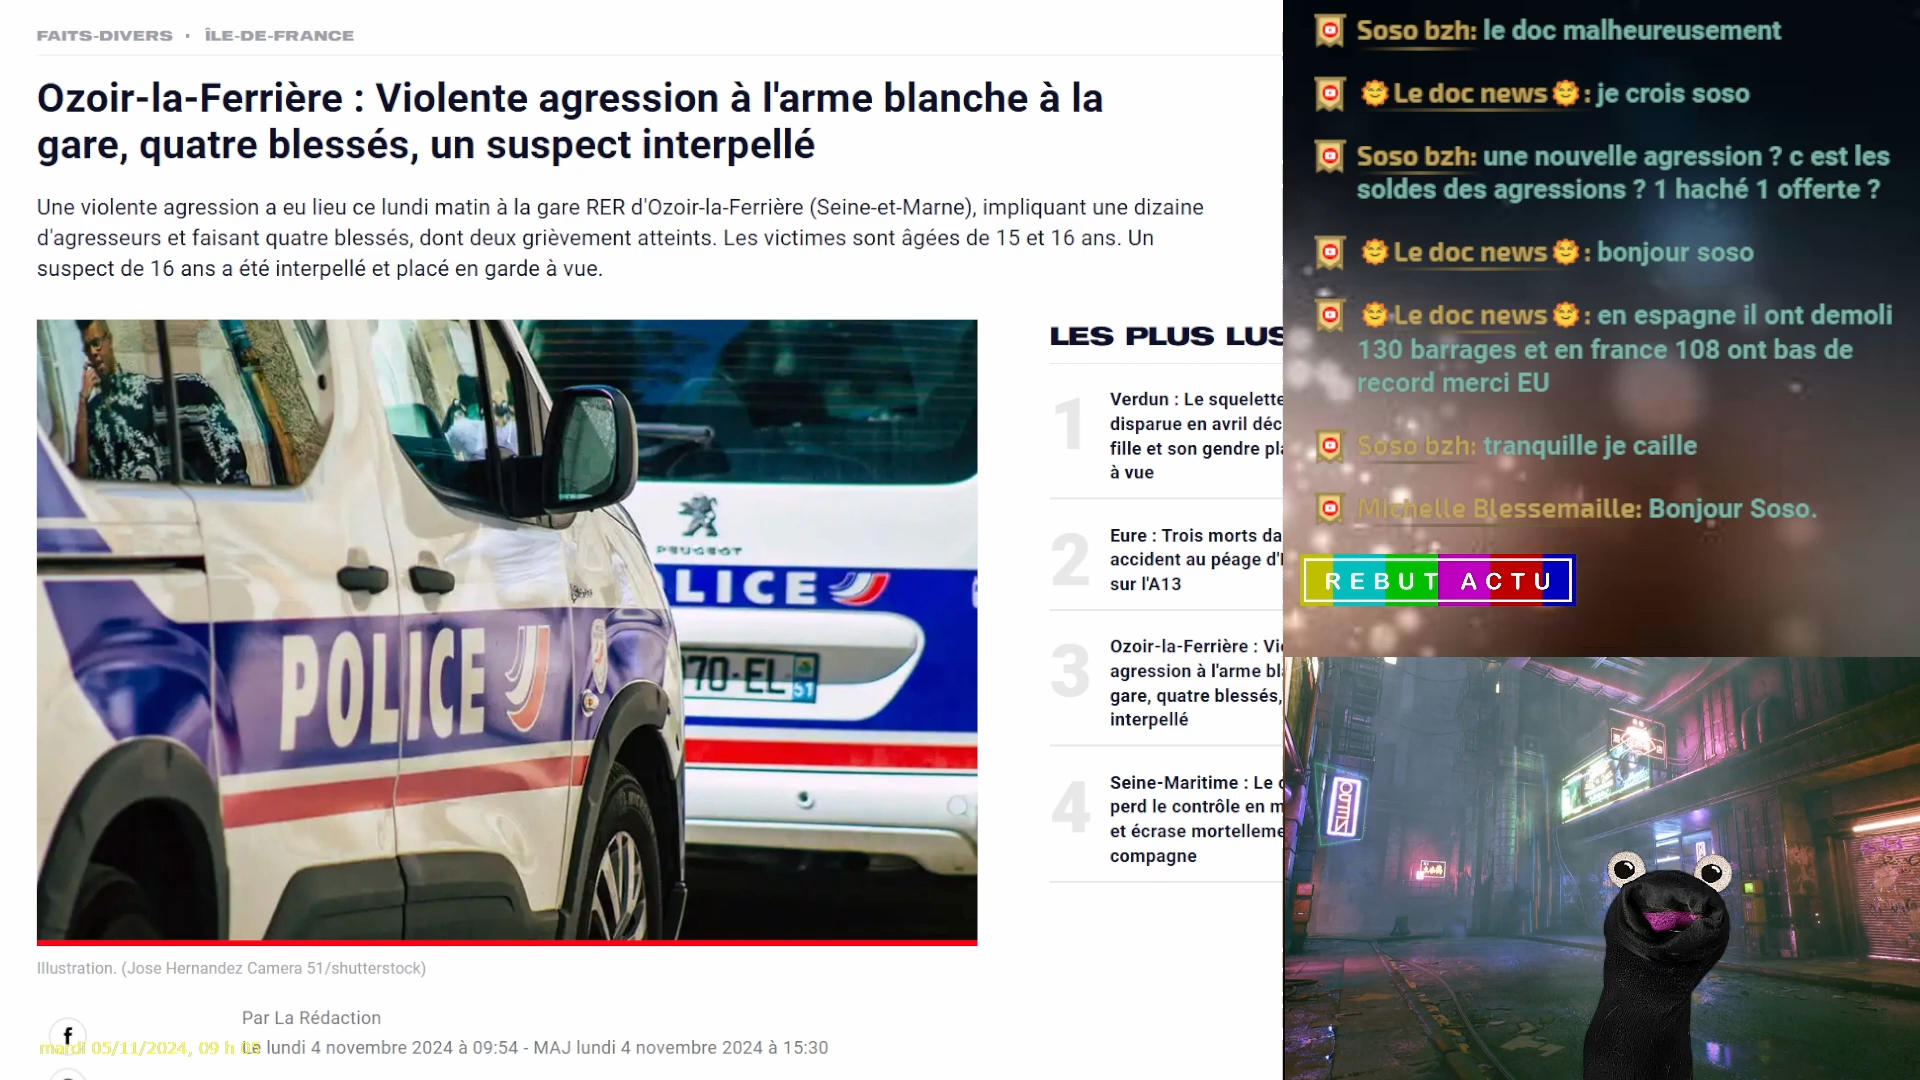 FAITS-DIVERS · ÎLE-DE-FRANCE
Ozoir-la-Ferrière : Violente agression à l'arme blanche à la
gare, quatre blessés, un suspect interpellé
Une violente agression a eu lieu ce lundi matin à la gare RER d'Ozoir-la-Ferrière (Seine-et-Marne), impliquant une dizaine
d'agresseurs et faisant quatre blessés, dont deux grièvement atteints. Les victimes sont âgées de 15 et 16 ans. Un
suspect de 16 ans a été interpellé et placé en garde à vue.
PEUGEOT
LICE
POLICE
70-EL
51
Illustration. (Jose Hernandez Camera 51/shutterstock)
Par La Rédaction
Le lundi 4 novembre 2024 à 09:54 - MAJ lundi 4 novembre 2024 à 15:30
mardi 05/11/2024, 09 h
LES PLUS LUS
1
Verdun : Le squelette
disparue en avril déc
fille et son gendre pla
à vue
2
Eure : Trois morts da
accident au péage d'
sur l'A13
3
Ozoir-la-Ferrière : Vi
agression à l'arme bl
gare, quatre blessés,
interpellé
4
Seine-Maritime : Le c
perd le contrôle en m
et écrase mortelleme
compagne
Soso bzh: le doc malheureusement
🌞Le doc news🌞: je crois soso
Soso bzh: une nouvelle agression ? c est les
soldes des agressions ? 1 haché 1 offerte ?
🌞Le doc news🌞: bonjour soso
🌞Le doc news🌞: en espagne il ont demoli
130 barrages et en france 108 ont bas de
record merci EU
Soso bzh: tranquille je caille
Michelle Blessemaille: Bonjour Soso.
REBUT ACTU